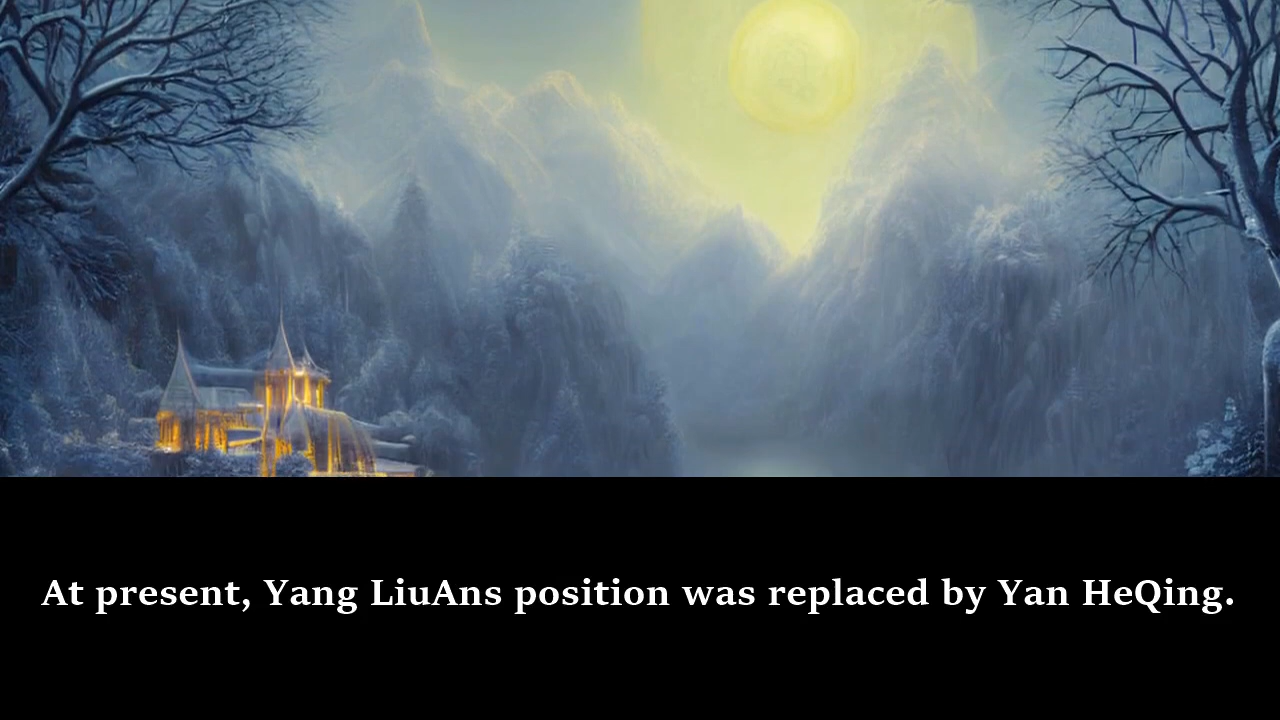 At present, Yang LiuAns position was replaced by Yan HeQing.